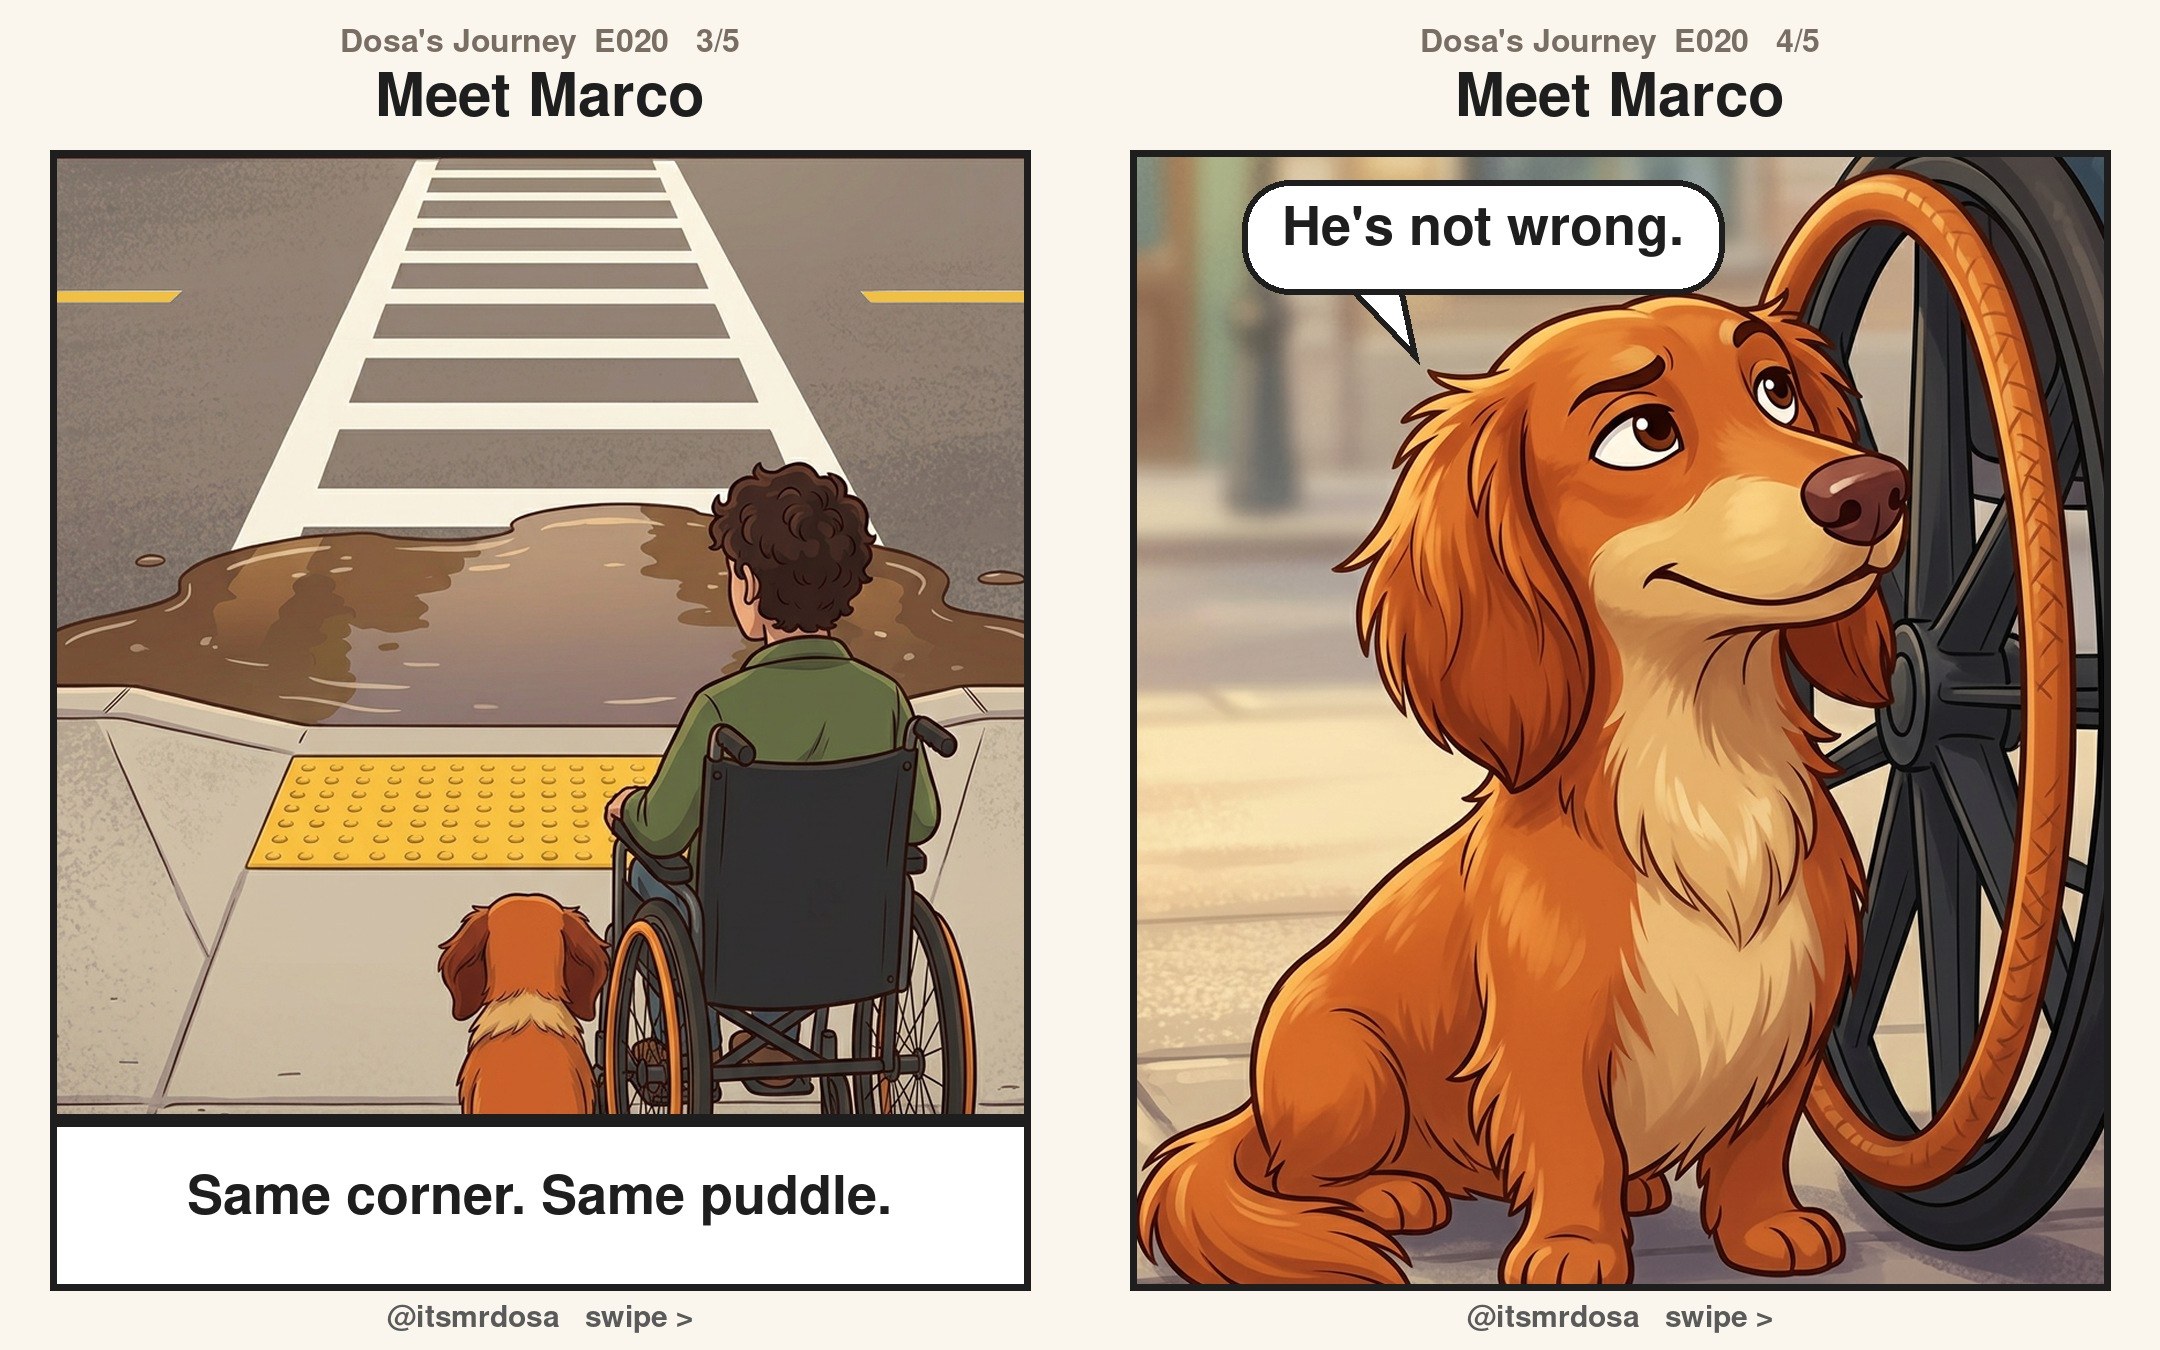 Dosa's Journey  E020   3/5
Meet Marco
Same corner. Same puddle.
@itsmrdosa   swipe >
Dosa's Journey  E020   4/5
Meet Marco
He's not wrong.
@itsmrdosa   swipe >